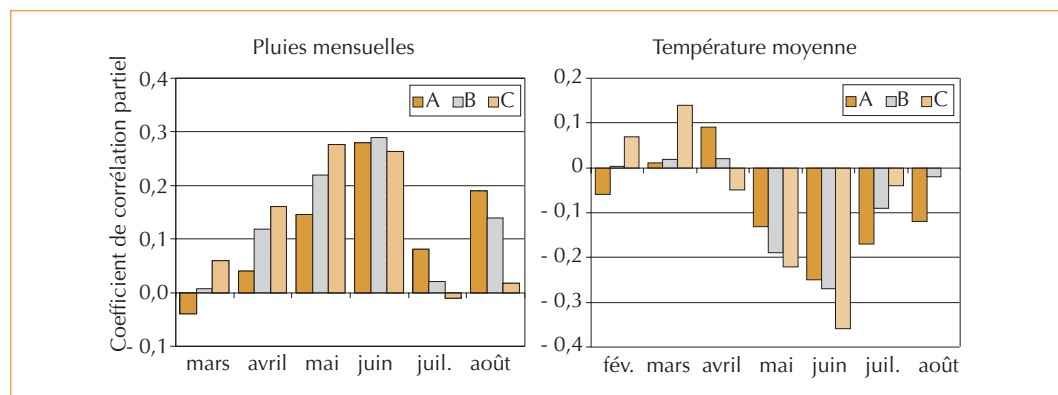 Pluies mensuelles
Coefficient de corrélation partiel
0,4
0,3
0,2
0,1
0,0
- 0,1
A B C
mars avril mai juin juil. août
Température moyenne
0,2
0,1
0
- 0,1
- 0,2
- 0,3
- 0,4
A B C
fév. mars avril mai juin juil. août